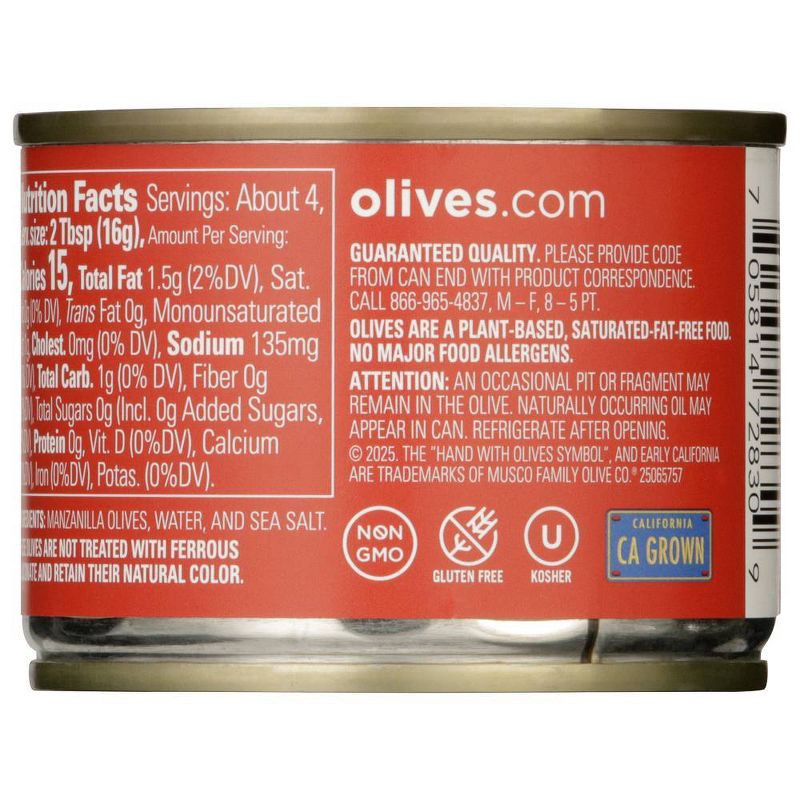 Facts Servings: About 4,
size: 2 Tbsp (16g), Amount Per Serving:
15, Total Fat 1.5g (2%DV), Sat.
(0% DV), Trans Fat 0g, Monounsaturated
Cholest. 0mg (0% DV), Sodium 135mg
Total Carb. 1g (0% DV), Fiber 0g
Total Sugars 0g (Incl. 0g Added Sugars,
Protein 0g, Vit. D (0%DV), Calcium
Iron (0%DV), Potas. (0%DV).
MANZANILLA OLIVES, WATER, AND SEA SALT.
OLIVES ARE NOT TREATED WITH FERROUS
AND RETAIN THEIR NATURAL COLOR.
olives.com
GUARANTEED QUALITY. PLEASE PROVIDE CODE
FROM CAN END WITH PRODUCT CORRESPONDENCE.
CALL 866-965-4837, M – F, 8 – 5 PT.
OLIVES ARE A PLANT-BASED, SATURATED-FAT-FREE FOOD.
NO MAJOR FOOD ALLERGENS.
ATTENTION: AN OCCASIONAL PIT OR FRAGMENT MAY
REMAIN IN THE OLIVE. NATURALLY OCCURRING OIL MAY
APPEAR IN CAN. REFRIGERATE AFTER OPENING.
© 2025. THE "HAND WITH OLIVES SYMBOL", AND EARLY CALIFORNIA
ARE TRADEMARKS OF MUSCO FAMILY OLIVE CO.® 25065757
NON
GMO
GLUTEN FREE
U
KOSHER
CALIFORNIA
CA GROWN
7 05814 72830 9